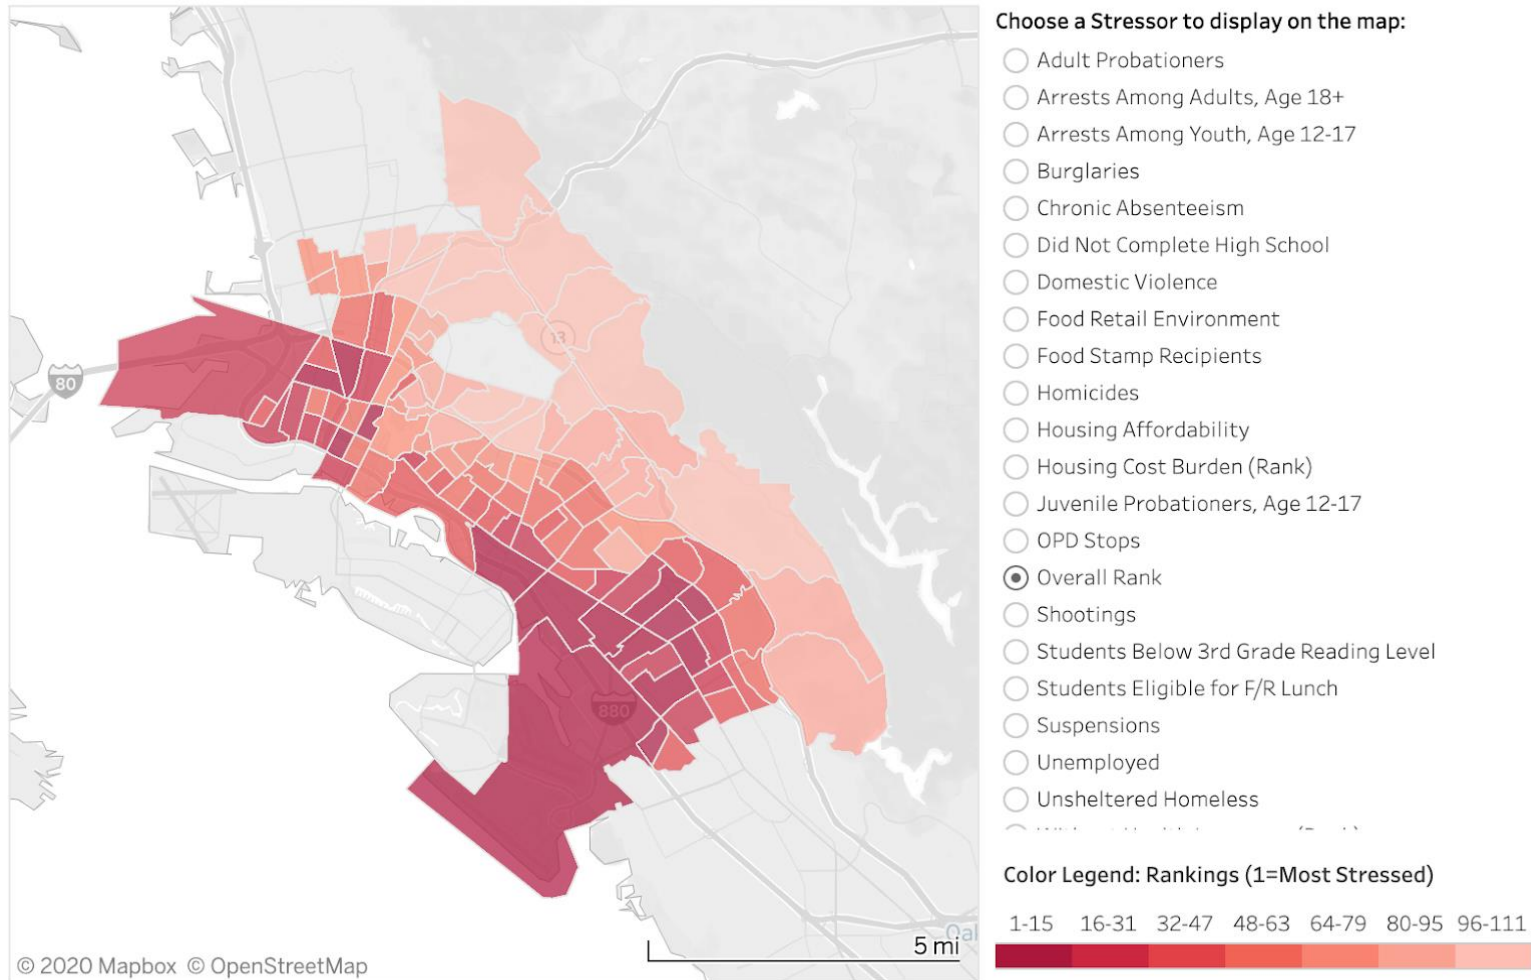 Choose a Stressor to display on the map:
Adult Probationers
Arrests Among Adults, Age 18+
Arrests Among Youth, Age 12-17
Burglaries
Chronic Absenteeism
Did Not Complete High School
Domestic Violence
Food Retail Environment
Food Stamp Recipients
Homicides
Housing Affordability
Housing Cost Burden (Rank)
Juvenile Probationers, Age 12-17
OPD Stops
Overall Rank
Shootings
Students Below 3rd Grade Reading Level
Students Eligible for F/R Lunch
Suspensions
Unemployed
Unsheltered Homeless
Color Legend: Rankings (1=Most Stressed)
1-15 16-31 32-47 48-63 64-79 80-95 96-111
13
80
880
5 mi
© 2020 Mapbox © OpenStreetMap